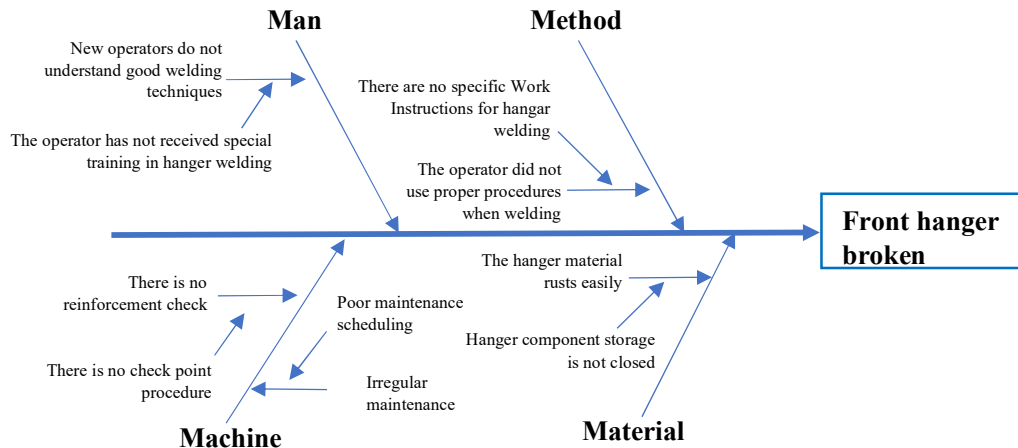 Man
Method
New operators do not
understand good welding
techniques
The operator has not received special
training in hanger welding
There are no specific Work
Instructions for hangar
welding
The operator did not
use proper procedures
when welding
Front hanger
broken
There is no
reinforcement check
Poor maintenance
scheduling
There is no check point
procedure
Irregular
maintenance
The hanger material
rusts easily
Hanger component storage
is not closed
Machine
Material